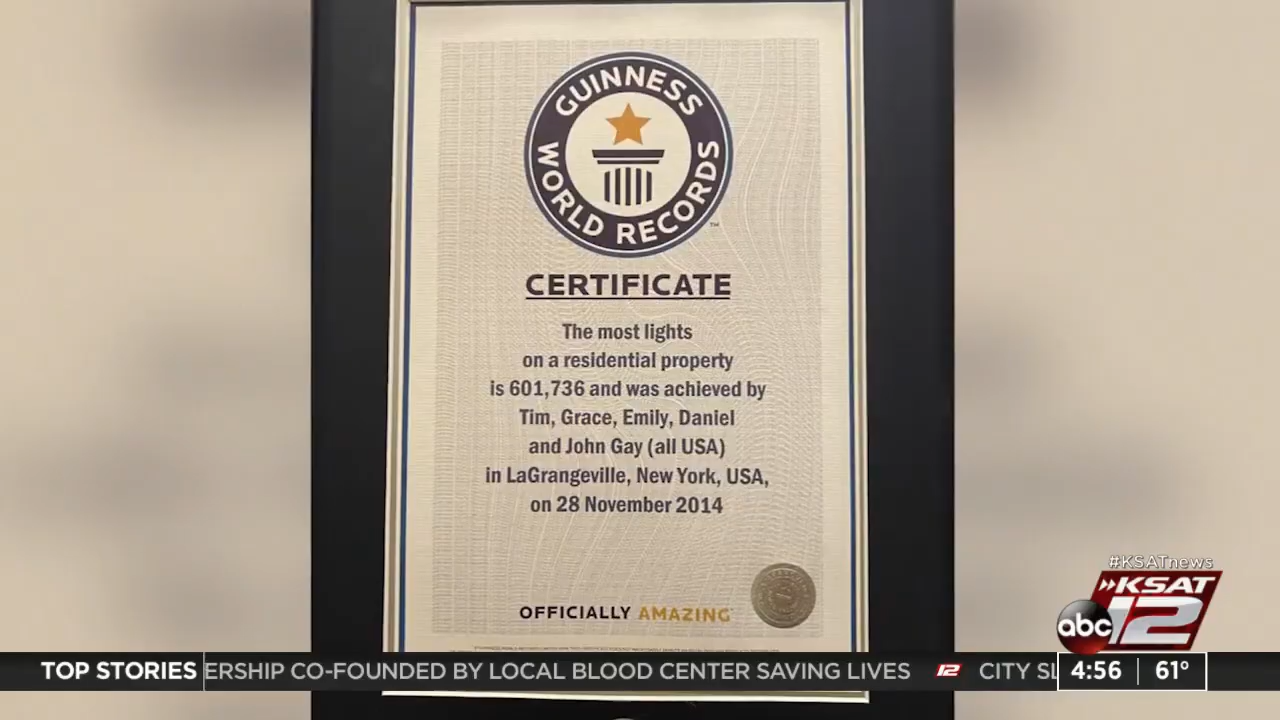 GUINNESS
WORLD RECORDS
™
CERTIFICATE
The most lights
on a residential property
is 601,736 and was achieved by
Tim, Grace, Emily, Daniel
and John Gay (all USA)
in LaGrangeville, New York, USA,
on 28 November 2014
OFFICIALLY AMAZING
#KSATnews
KSAT
abc 12
TOP STORIES
ERSHIP CO-FOUNDED BY LOCAL BLOOD CENTER SAVING LIVES 12 CITY
4:56 61°